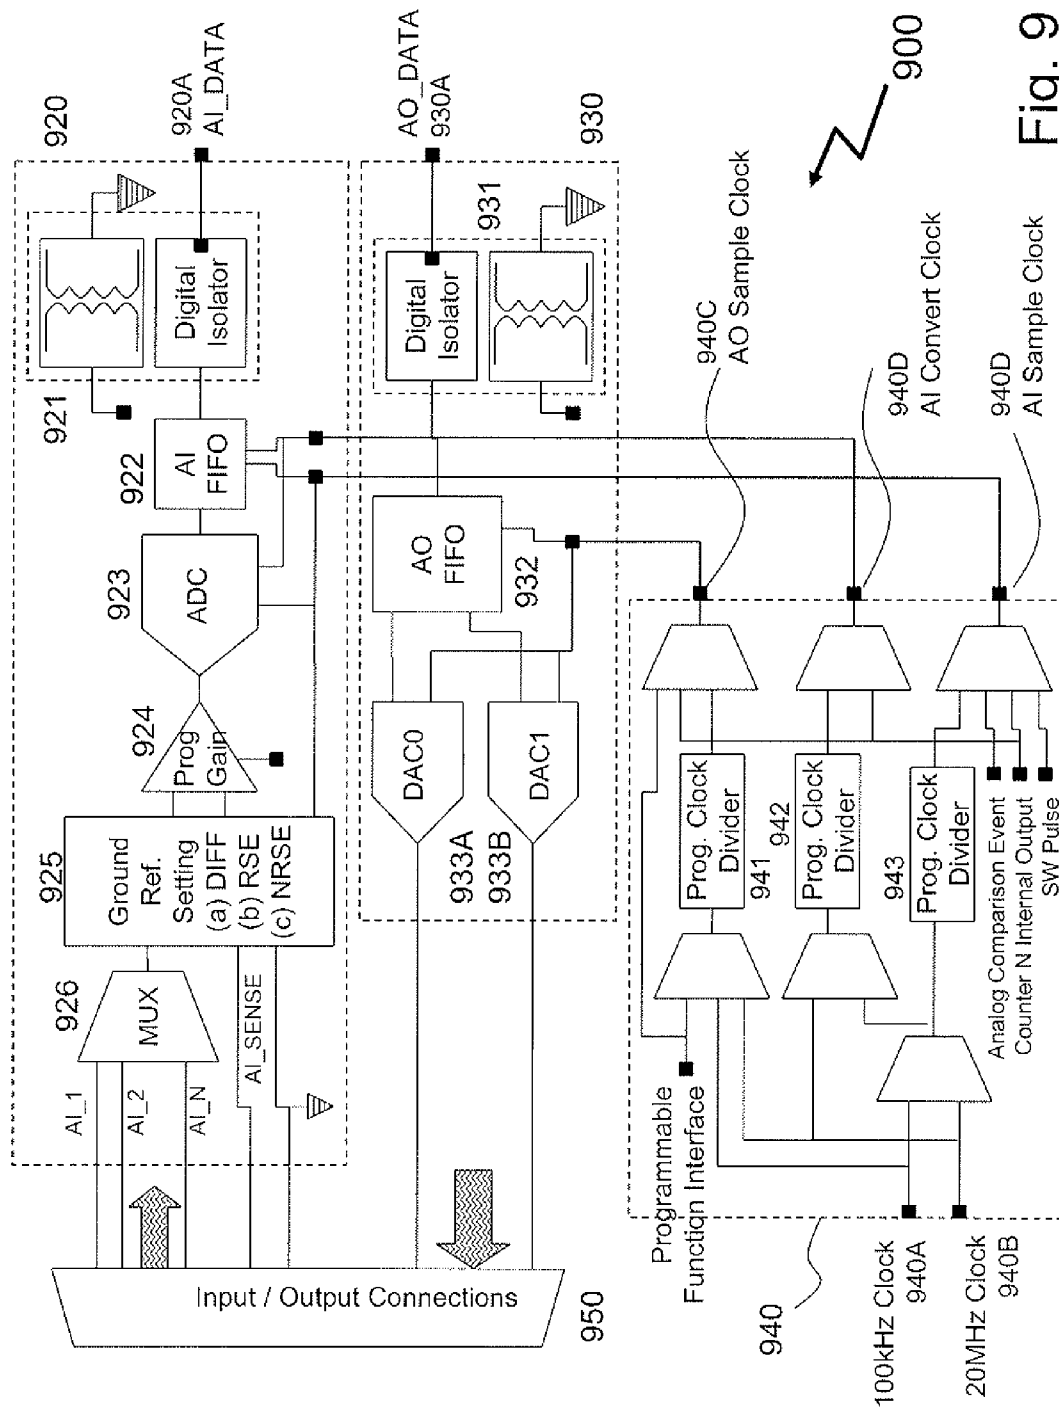 920
920A
AI_DATA
921
Digital
Isolator
922
AI
FIFO
923
ADC
924
Prog
Gain
925
Ground
Ref.
Setting
(a) DIFF
(b) RSE
(c) NRSE
926
MUX
AI_1
AI_2
AI_N
AI_SENSE
AO_DATA
930A
930
931
Digital
Isolator
AO
FIFO
932
DAC0
933A
DAC1
933B
Input / Output Connections
950
940C
AO Sample Clock
940D
AI Convert Clock
940D
AI Sample Clock
Prog. Clock
Divider
941
Prog. Clock
Divider
942
Prog. Clock
Divider
943
Analog Comparison Event
Counter N Internal Output
SW Pulse
Programmable
Function Interface
940
100kHz Clock
940A
20MHz Clock
940B
900
Fig. 9